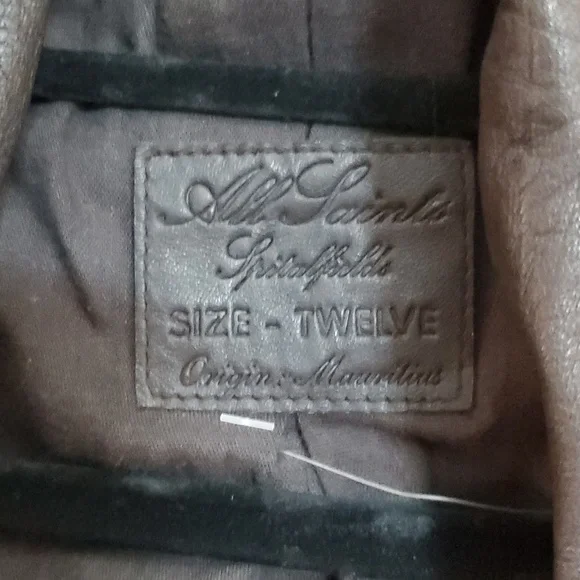 All Saints
Spitalfields
SIZE - TWELVE
Origin: Mauritius